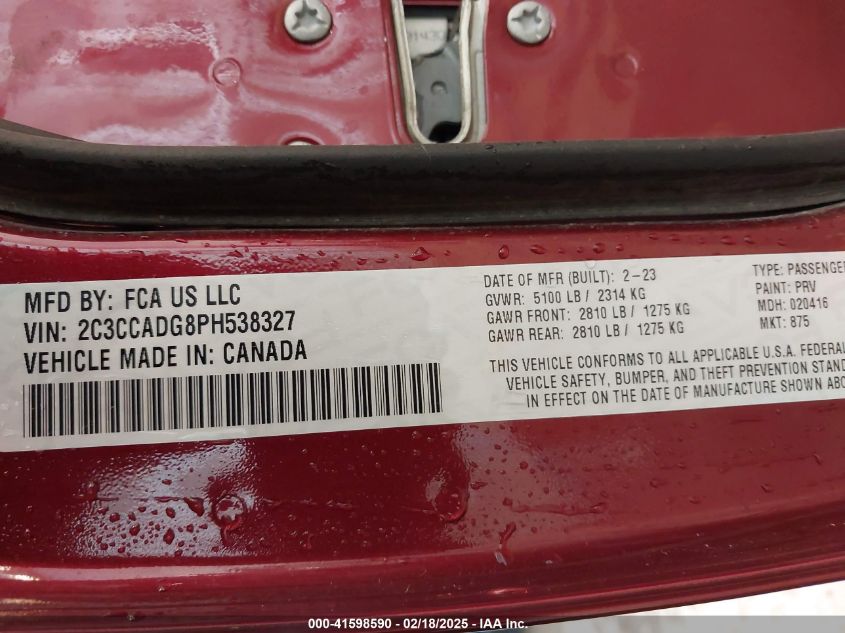 MFD BY: FCA US LLC
VIN: 2C3CCADG8PH538327
VEHICLE MADE IN: CANADA
DATE OF MFR (BUILT): 2-23
GVWR: 5100 LB/ 2314 KG
GAWR FRONT: 2810 LB/ 1275 KG
GAWR REAR: 2810 LB/ 1275 KG
TYPE: PASSENGER
PAINT: PRV
MDH: 020416
MKT: 875
THIS VEHICLE CONFORMS TO ALL APPLICABLE U.S.A. FEDERAL
VEHICLE SAFETY, BUMPER, AND THEFT PREVENTION STAND
IN EFFECT ON THE DATE OF MANUFACTURE SHOWN ABO
000-41598590 - 02/18/2025 - IAA Inc.